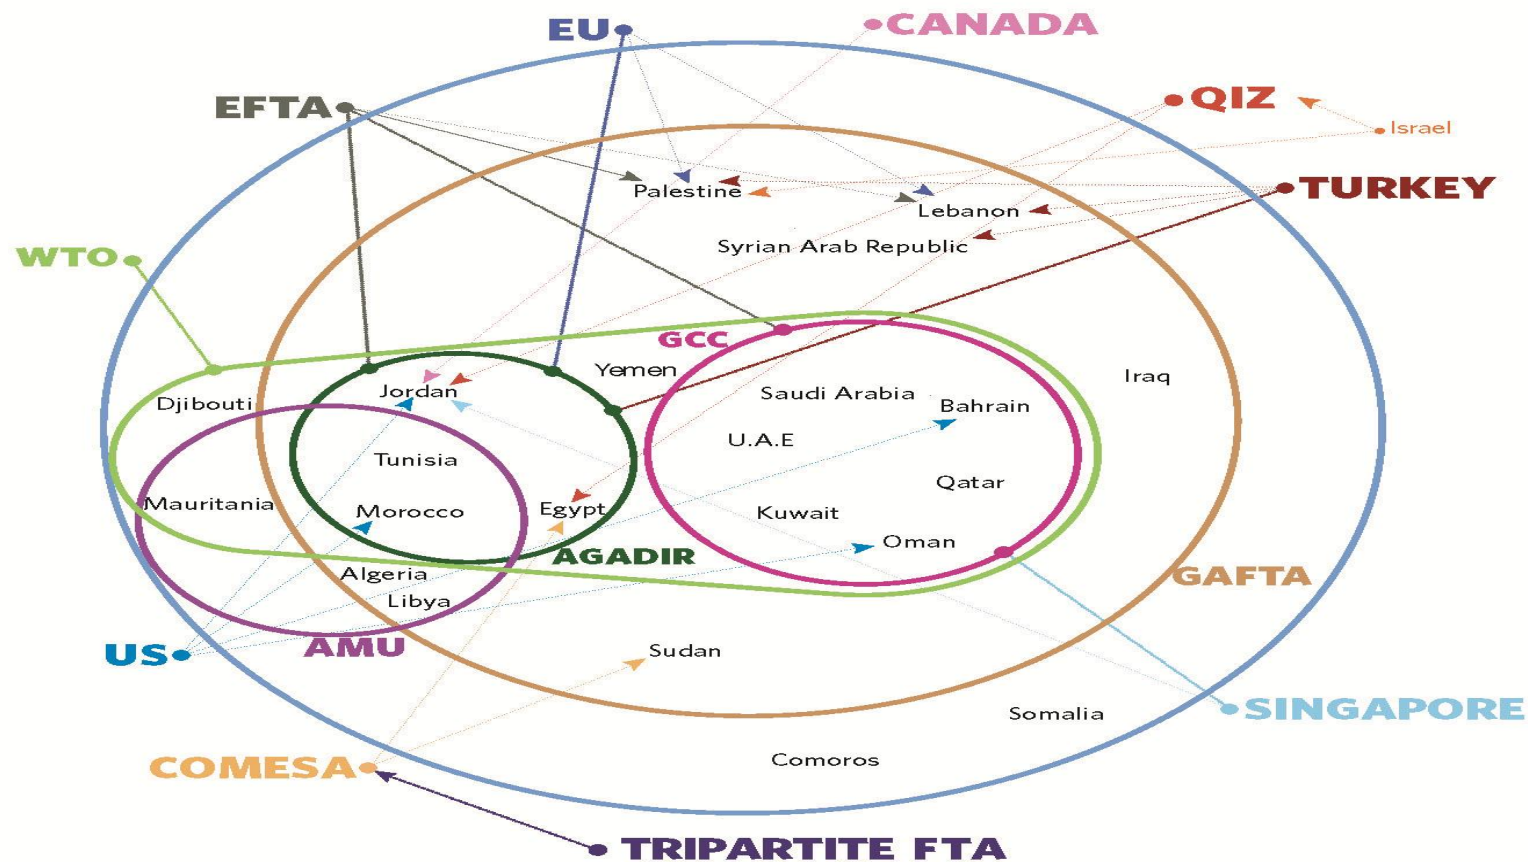 EU
CANADA
EFTA
QIZ
Israel
Palestine
TURKEY
Lebanon
Syrian Arab Republic
WTO
GCC
Yemen
Iraq
Jordan
Saudi Arabia
Djibouti
Bahrain
U.A.E
Tunisia
Qatar
Mauritania
Morocco
Egypt
Kuwait
Oman
AGADIR
Algeria
GAFTA
Libya
AMU
US
Sudan
SINGAPORE
Somalia
Comoros
COMESA
TRIPARTITE FTA